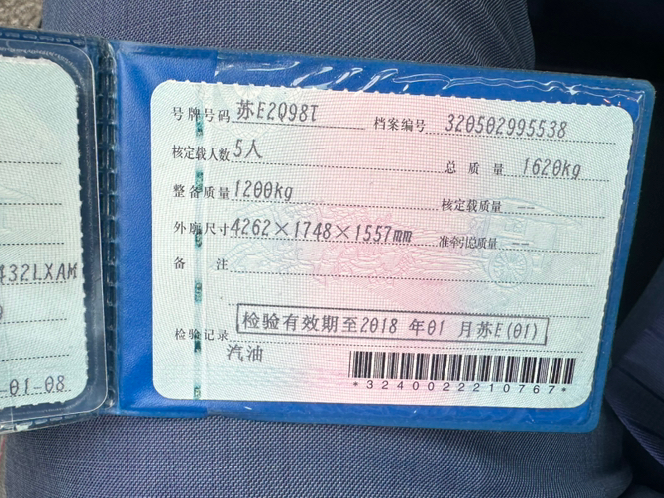 号牌号码 苏E2Q98T 档案编号 320502995538
核定载人数 5人 总质量 1620kg
整备质量 1200kg 核定载质量 --
外廓尺寸 4262×1748×1557mm 准牵引总质量 --
备注
检验记录 检验有效期至2018年01月苏E(01)
汽油
*3240022210767*
432LXAM
-01-08